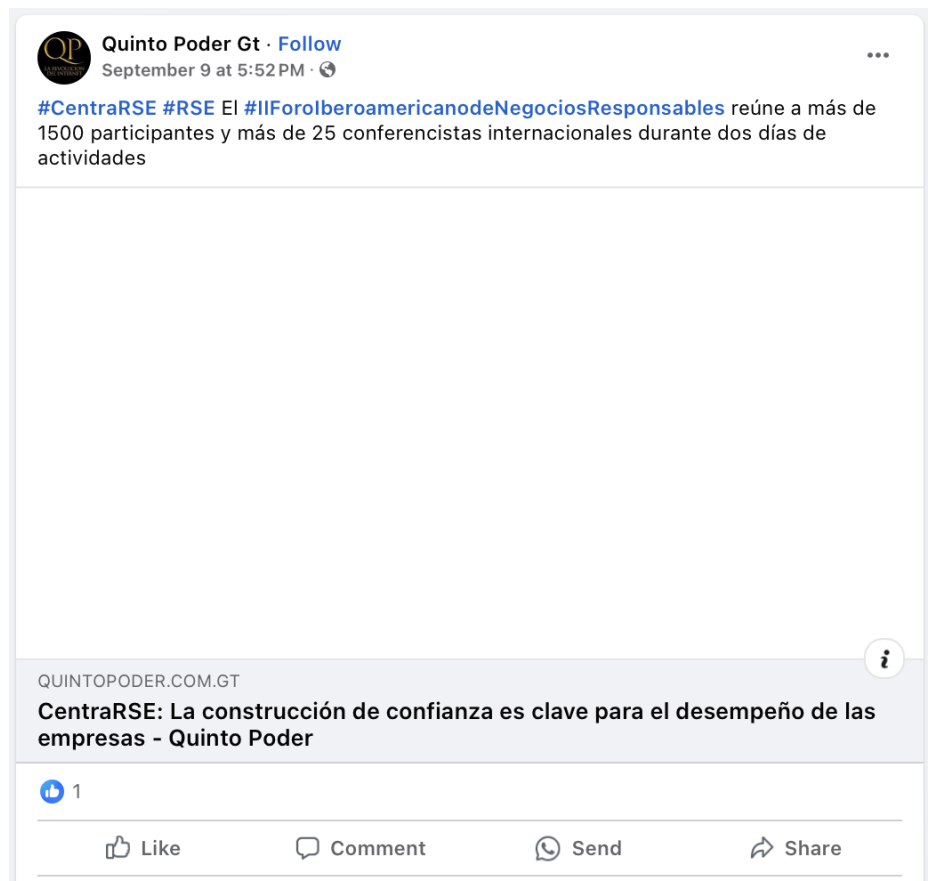 QP
Quinto Poder Gt · Follow
September 9 at 5:52 PM ·
#CentraRSE #RSE El #IIForoIberoamericanodeNegociosResponsables reúne a más de
1500 participantes y más de 25 conferencistas internacionales durante dos días de
actividades
QUINTOPODER.COM.GT
CentraRSE: La construcción de confianza es clave para el desempeño de las
empresas - Quinto Poder
1
Like Comment Send Share